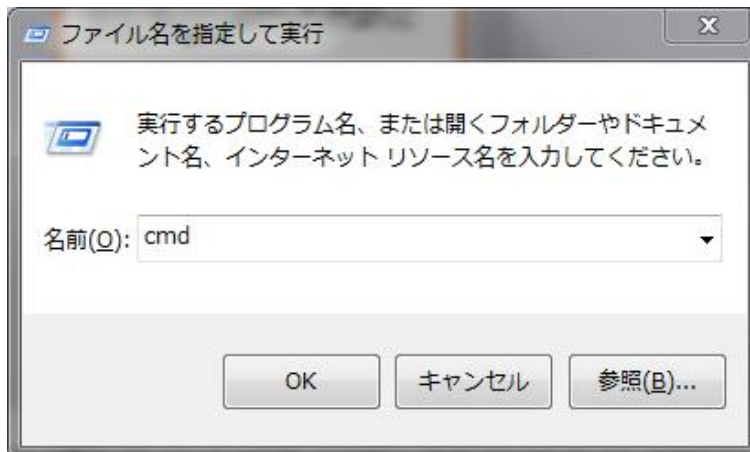 ファイル名を指定して実行
実行するプログラム名、または開くフォルダーやドキュメ
ント名、インターネット リソース名を入力してください。
名前(O): cmd
OK キャンセル 参照(B)...